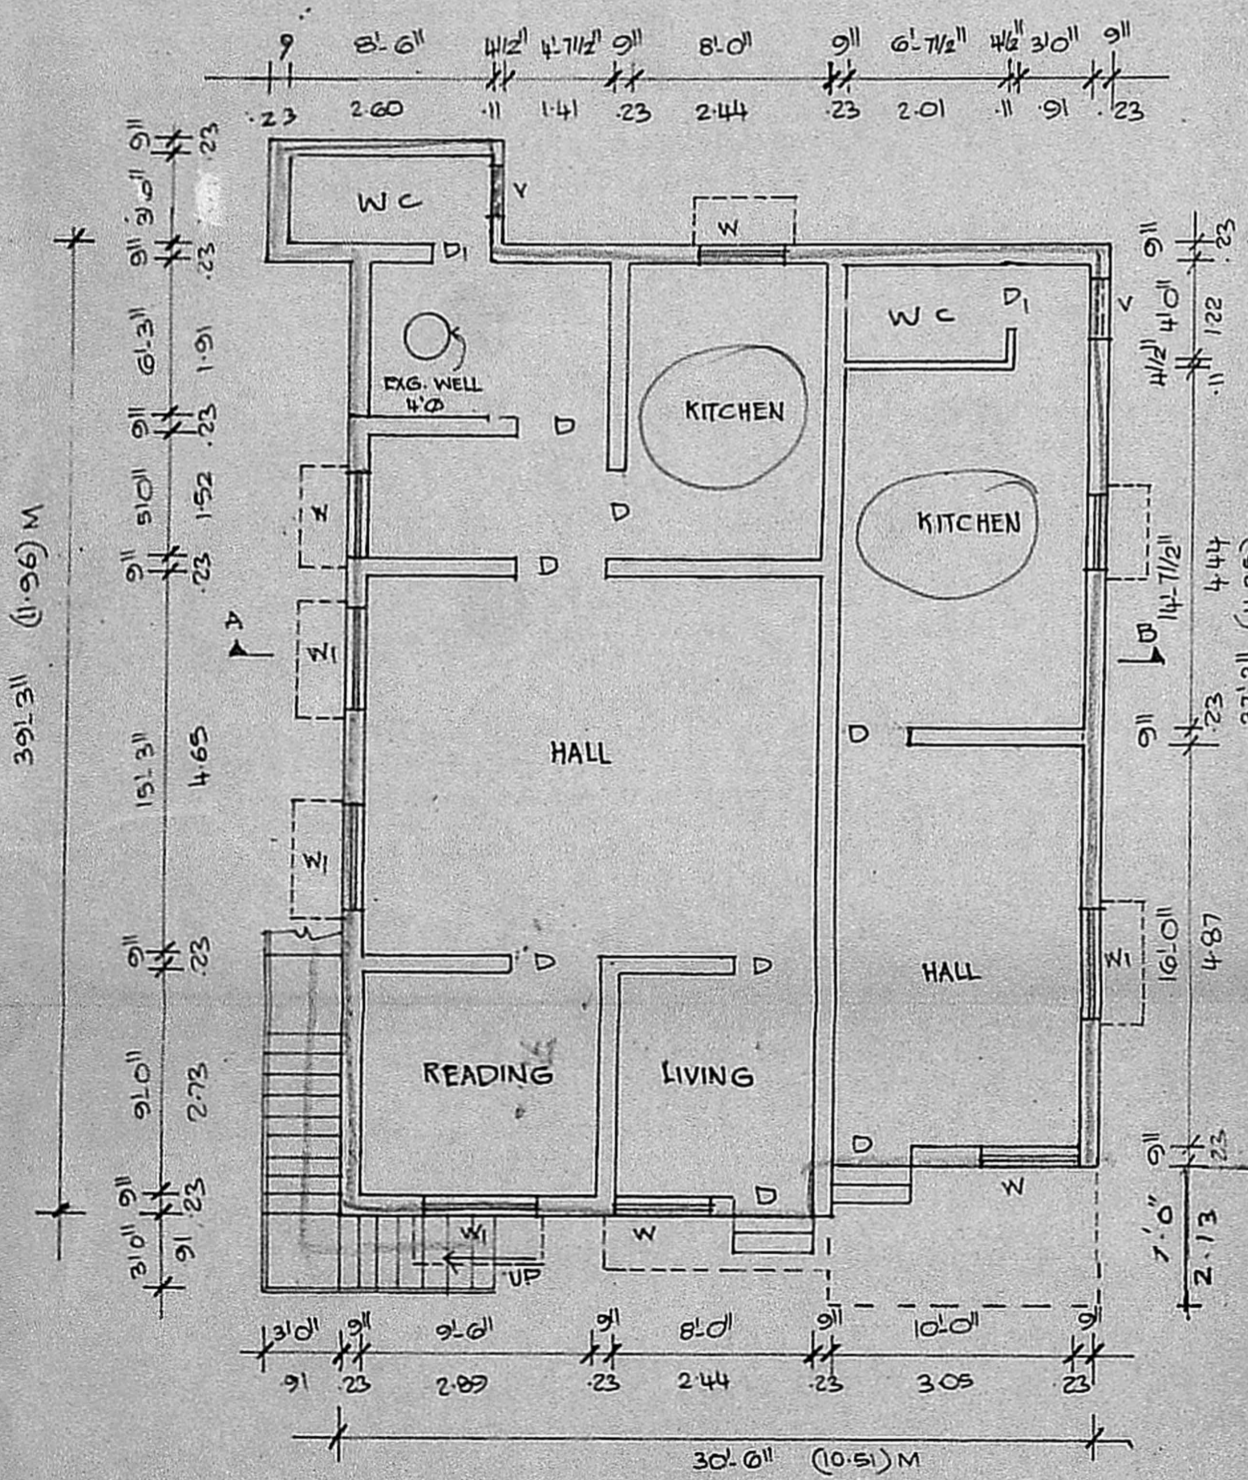 9 8'-6" 4½" 4'-7½" 9" 8'-0" 9" 6'-7½" 4½" 3'0" 9"
.23 2.60 .11 1.41 .23 2.44 .23 2.01 .11 .91 .23
9" .23
3'0"
9" .23
6'-3" 1.91
9" .23
5'0" 1.52
9" .23
15'-3" 4.65
9" .23
9'-0" 2.73
9" .23
3'0" .91
39'-3" (11.96) M
WC V
D1
W
WC D1 V
EXG. WELL
4'Ø
D
KITCHEN
KITCHEN
W
D
D
A
W1
B
HALL
D
W1
D D
HALL
W1
READING LIVING
D
D
W
W1 W
UP
9" .23
4'0" 1.22
4½" .11
14'-7½" 4.44
9" .23
16'-0" 4.87
9" .23
7'.0" 2.13
3'0" 9" 9'-6" 9" 8'-0" 9" 10'-0" 9"
.91 .23 2.89 .23 2.44 .23 3.05 .23
30'-6" (10.51) M